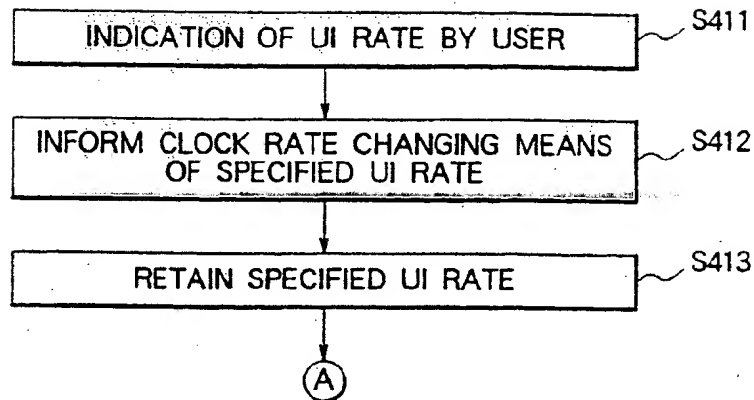 INDICATION OF UI RATE BY USER
S411
INFORM CLOCK RATE CHANGING MEANS
OF SPECIFIED UI RATE
S412
RETAIN SPECIFIED UI RATE
S413
A